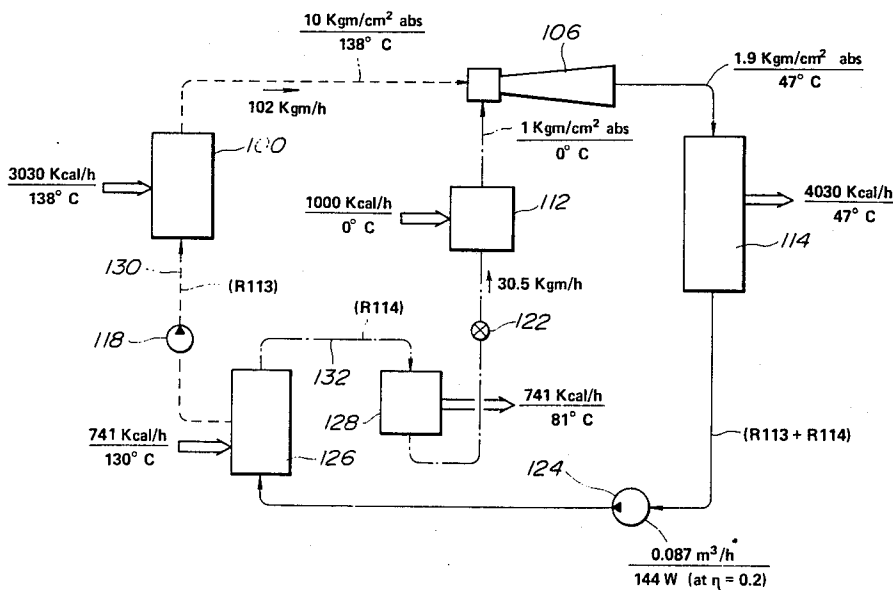 10 Kgm/cm² abs
138° C
106
1.9 Kgm/cm² abs
47° C
102 Kgm/h
1 Kgm/cm² abs
0° C
100
3030 Kcal/h
138° C
1000 Kcal/h
0° C
112
4030 Kcal/h
47° C
114
130
(R113)
30.5 Kgm/h
(R114)
118
122
132
128
741 Kcal/h
81° C
741 Kcal/h
130° C
126
(R113 + R114)
124
0.087 m³/h*
144 W (at η = 0.2)